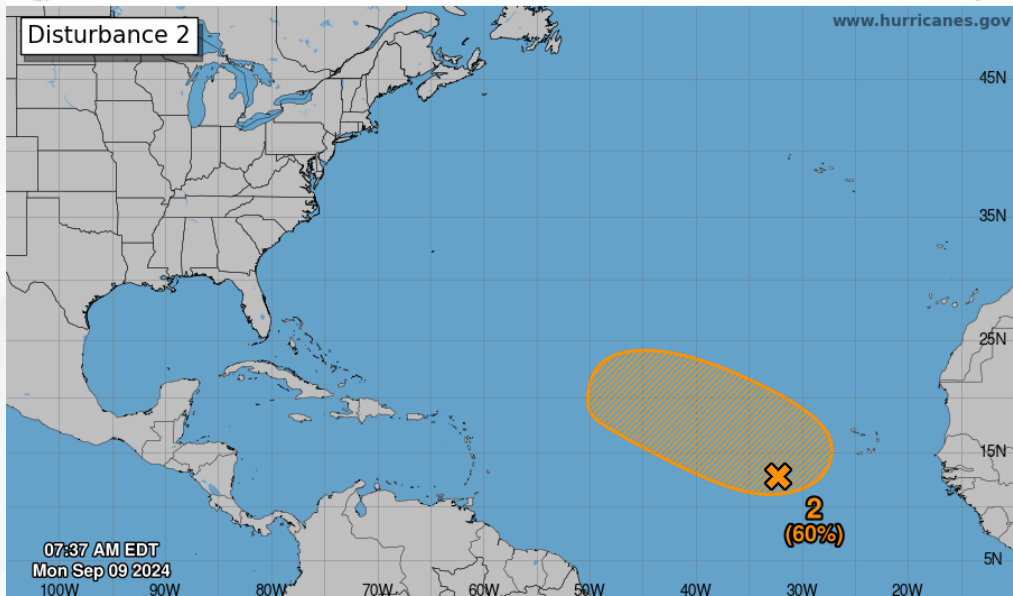 www.hurricanes.gov
Disturbance 2
45N
35N
25N
15N
2
(60%)
07:37 AM EDT
Mon Sep 09 2024
5N
100W 90W 80W 70W 60W 50W 40W 30W 20W